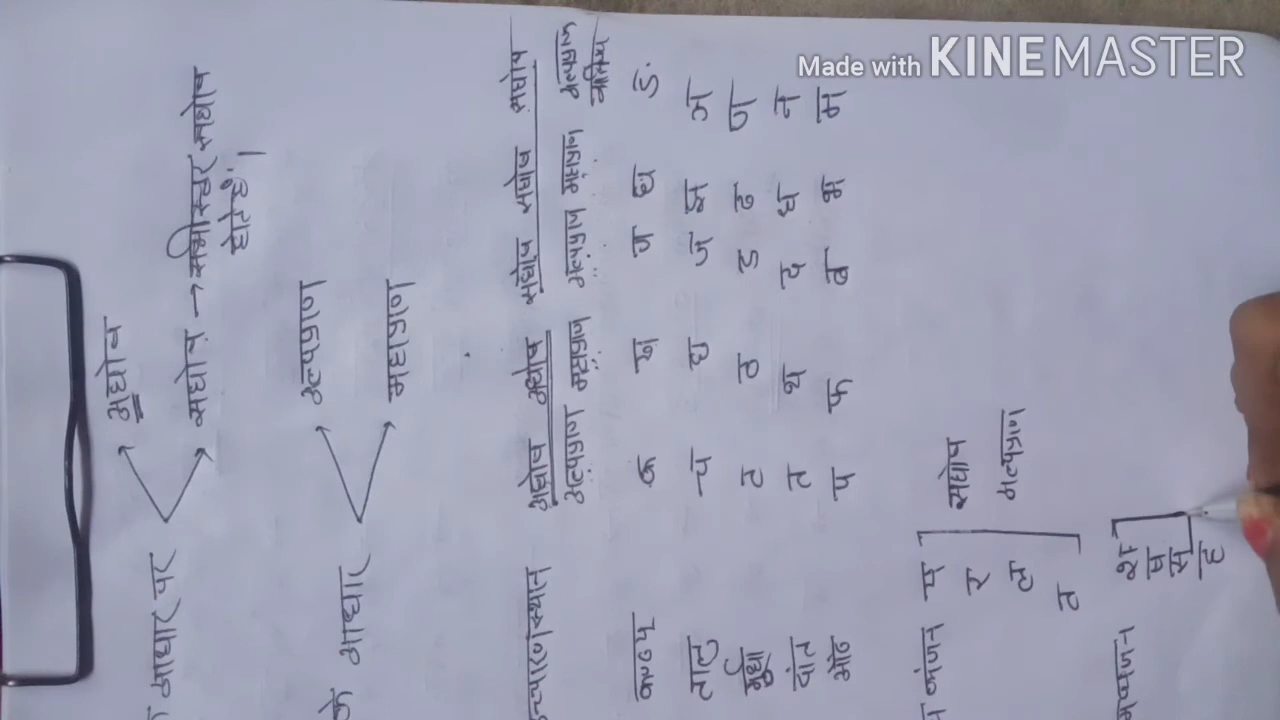 Made with KINEMASTER
के आधार पर
अघोष
सघोष → सभी स्वर सघोष
होते हैं।
के आधार
अल्पप्राण
महाप्राण
उच्चारण स्थान अघोष अघोष सघोष सघोष सघोष
अल्पप्राण महाप्राण अल्पप्राण महाप्राण अल्पप्राण
कण्ठ्य क ख ग घ ङ
तालु च छ ज झ ञ
मूर्धा ट ठ ड ढ ण
दांत त थ द ध न
ओठ प फ ब भ म
व्यंजन य र ल व
सघोष
अल्पप्राण
श ष स ह